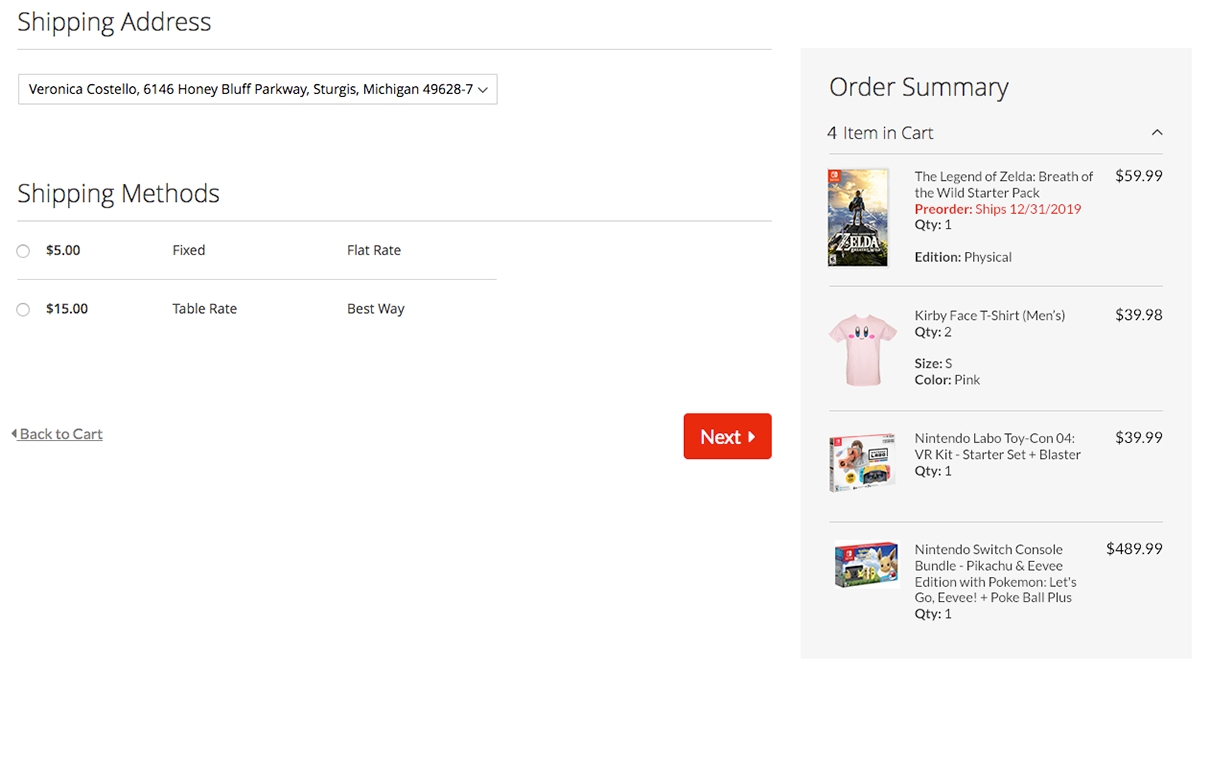 Shipping Address
Veronica Costello, 6146 Honey Bluff Parkway, Sturgis, Michigan 49628-7
Shipping Methods
$5.00 Fixed Flat Rate
$15.00 Table Rate Best Way
Back to Cart
Next
Order Summary
4 Item in Cart
The Legend of Zelda: Breath of $59.99
the Wild Starter Pack
Preorder: Ships 12/31/2019
Qty: 1
Edition: Physical
ZELDA
Kirby Face T-Shirt (Men's) $39.98
Qty: 2
Size: S
Color: Pink
Nintendo Labo Toy-Con 04: $39.99
VR Kit - Starter Set + Blaster
Qty: 1
LABO
Nintendo Switch Console $489.99
Bundle - Pikachu & Eevee
Edition with Pokemon: Let's
Go, Eevee! + Poke Ball Plus
Qty: 1